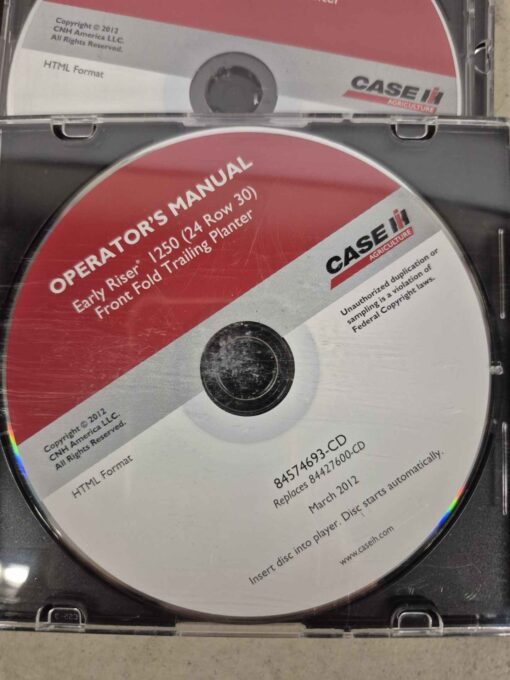 Copyright © 2012
CNH America LLC.
All Rights Reserved.
HTML Format
CASE IH
AGRICULTURE
OPERATOR'S MANUAL
Early Riser® 1250 (24 Row 30)
Front Fold Trailing Planter
CASE IH
AGRICULTURE
Unauthorized duplication or
sampling is a violation of
Federal Copyright laws.
Copyright © 2012
CNH America LLC.
All Rights Reserved.
HTML Format
84574693-CD
Replaces 84427600-CD
March 2012
Insert disc into player. Disc starts automatically.
www.caseih.com